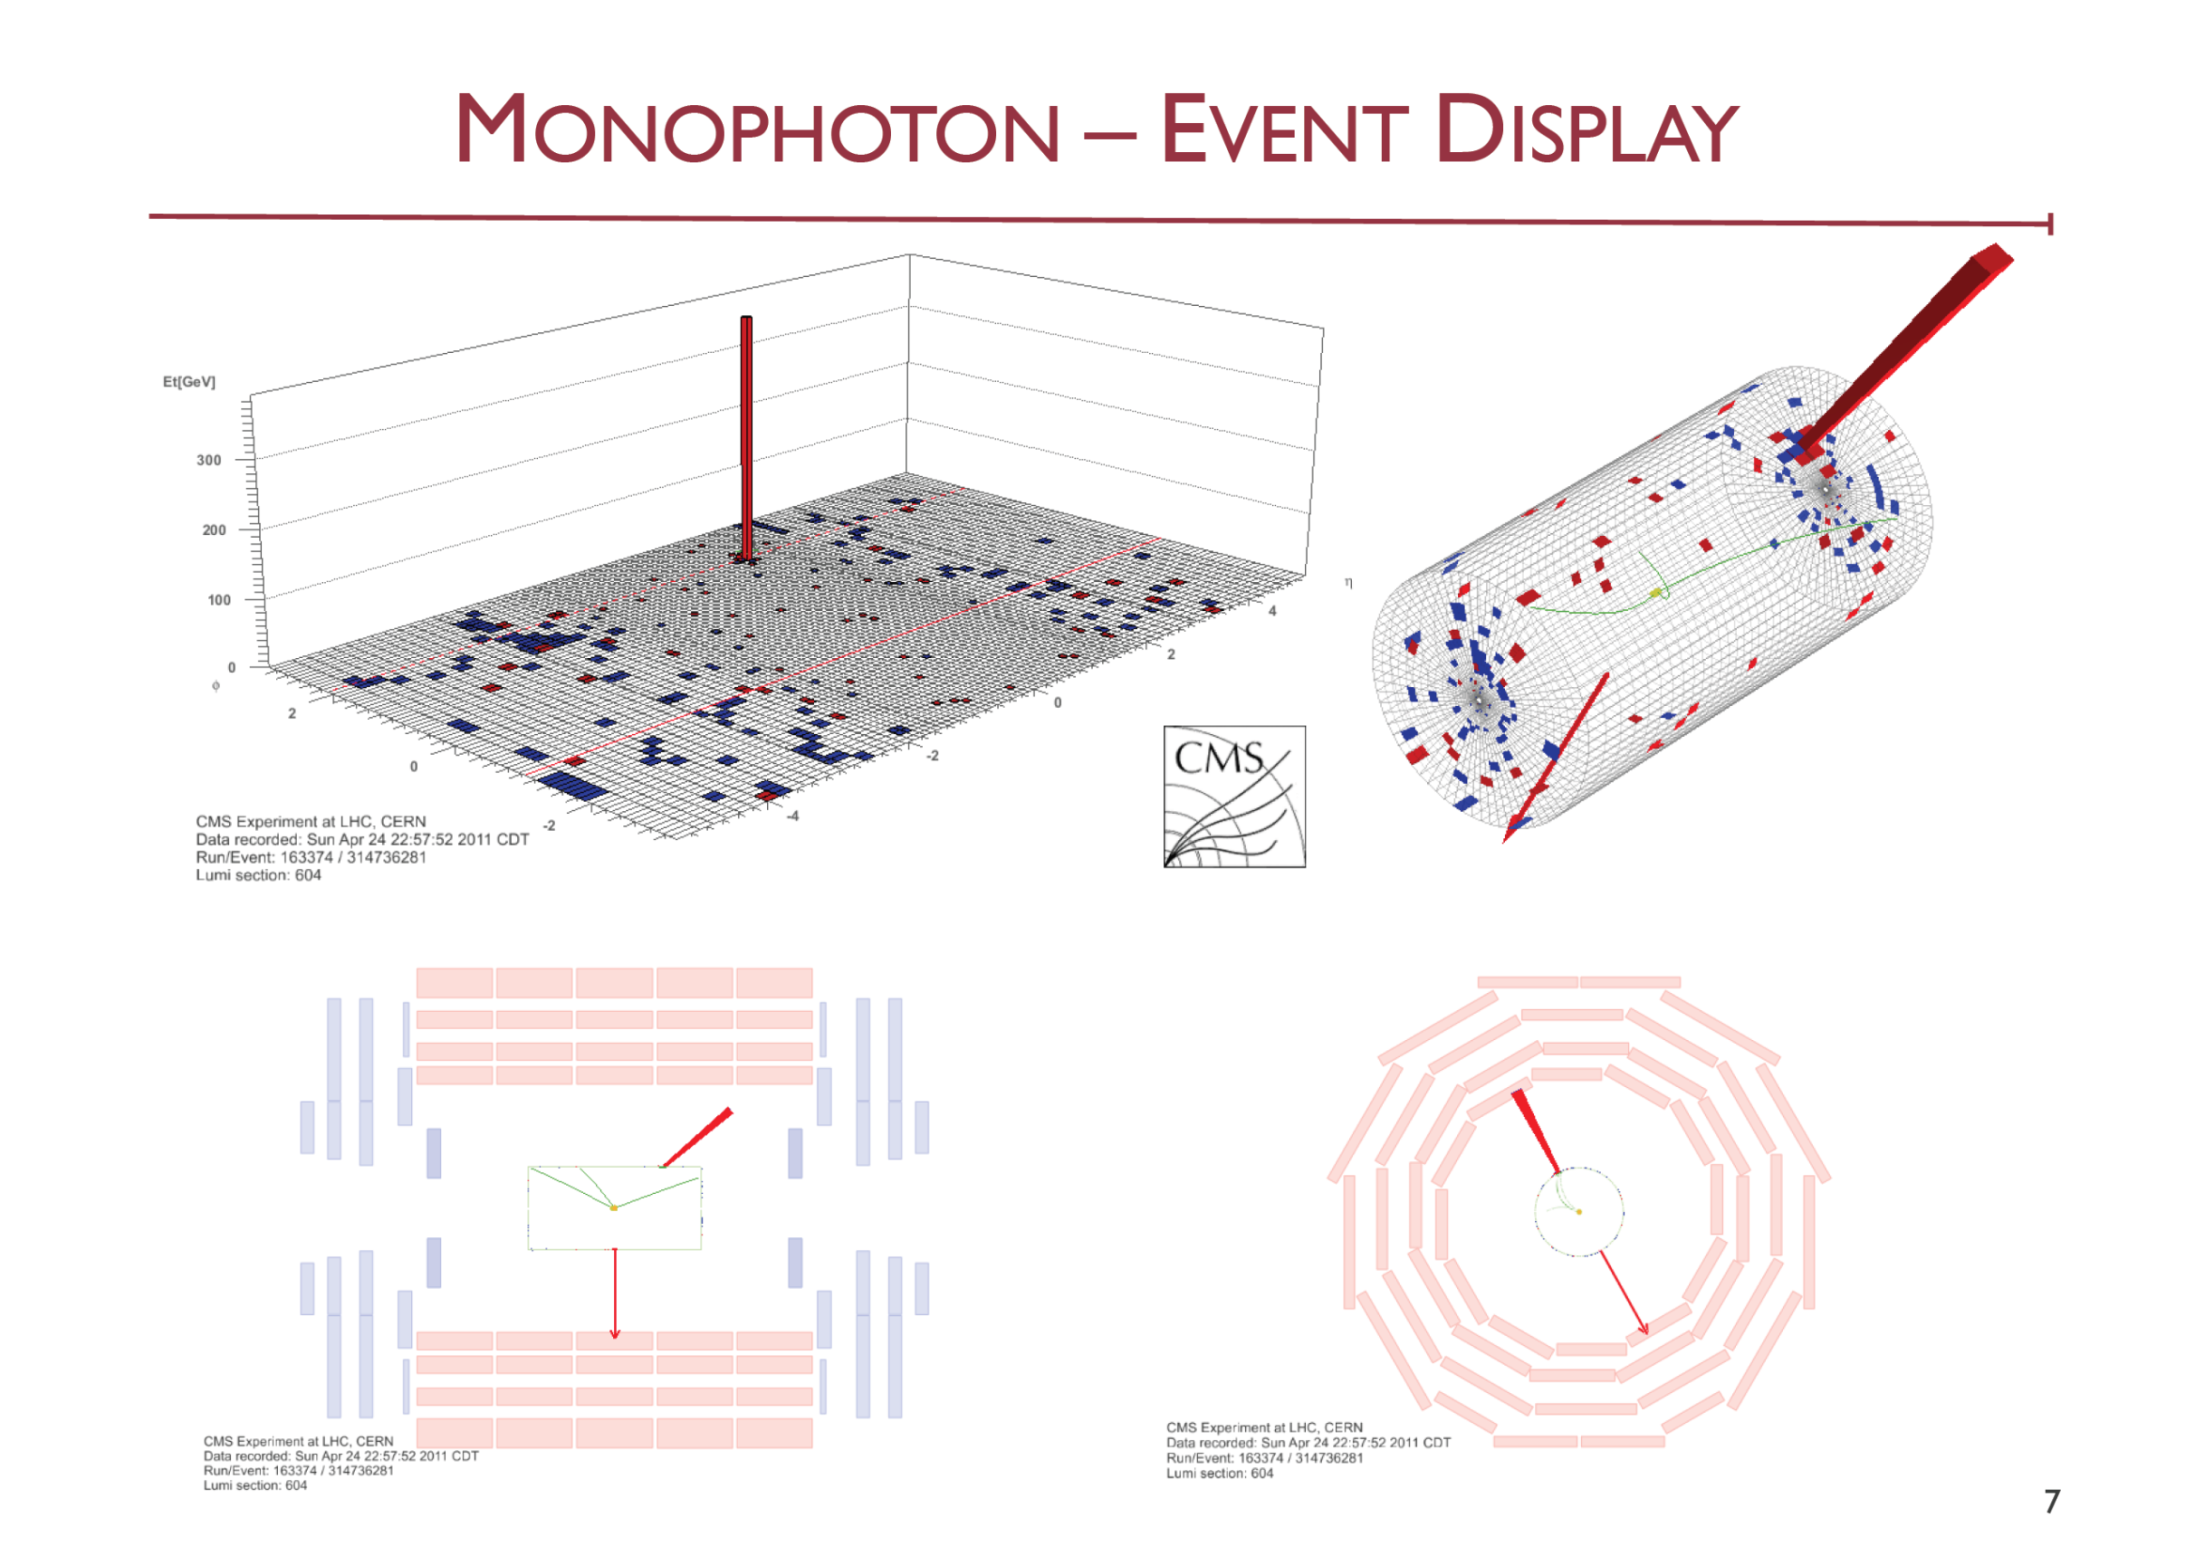 MONOPHOTON – EVENT DISPLAY
Et[GeV]
300
200
100
0
φ
2
0
-2
-4
-2
0
2
4
η
CMS
CMS Experiment at LHC, CERN
Data recorded: Sun Apr 24 22:57:52 2011 CDT
Run/Event: 163374 / 314736281
Lumi section: 604
CMS Experiment at LHC, CERN
Data recorded: Sun Apr 24 22:57:52 2011 CDT
Run/Event: 163374 / 314736281
Lumi section: 604
CMS Experiment at LHC, CERN
Data recorded: Sun Apr 24 22:57:52 2011 CDT
Run/Event: 163374 / 314736281
Lumi section: 604
7